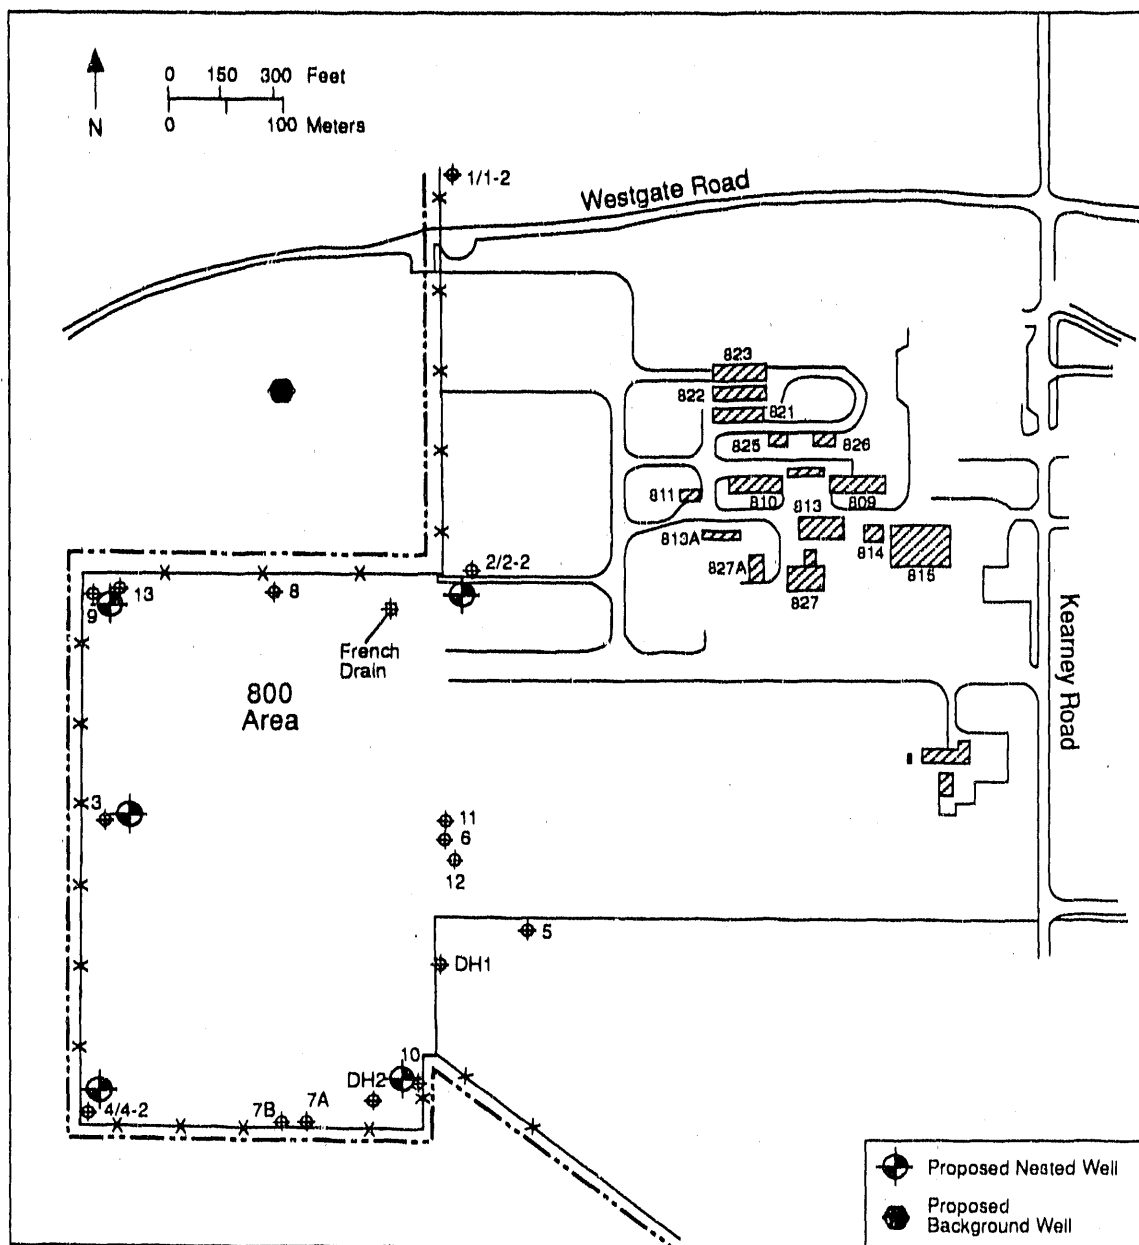 0 150 300 Feet
0 100 Meters
N
1/1-2
Westgate Road
823
822
821
825
826
811
810
813
809
813A
814
815
827A
827
2/2-2
13
9
8
French
Drain
800
Area
Kearney Road
3
11
6
12
5
DH1
10
DH2
4/4-2
7B
7A
Proposed Nested Well
Proposed
Background Well